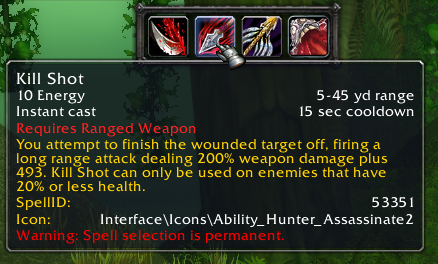 Kill Shot
10 Energy 5-45 yd range
Instant cast 15 sec cooldown
Requires Ranged Weapon
You attempt to finish the wounded target off, firing a
long range attack dealing 200% weapon damage plus
493. Kill Shot can only be used on enemies that have
20% or less health.
SpellID: 53351
Icon: Interface\Icons\Ability_Hunter_Assassinate2
Warning: Spell selection is permanent.